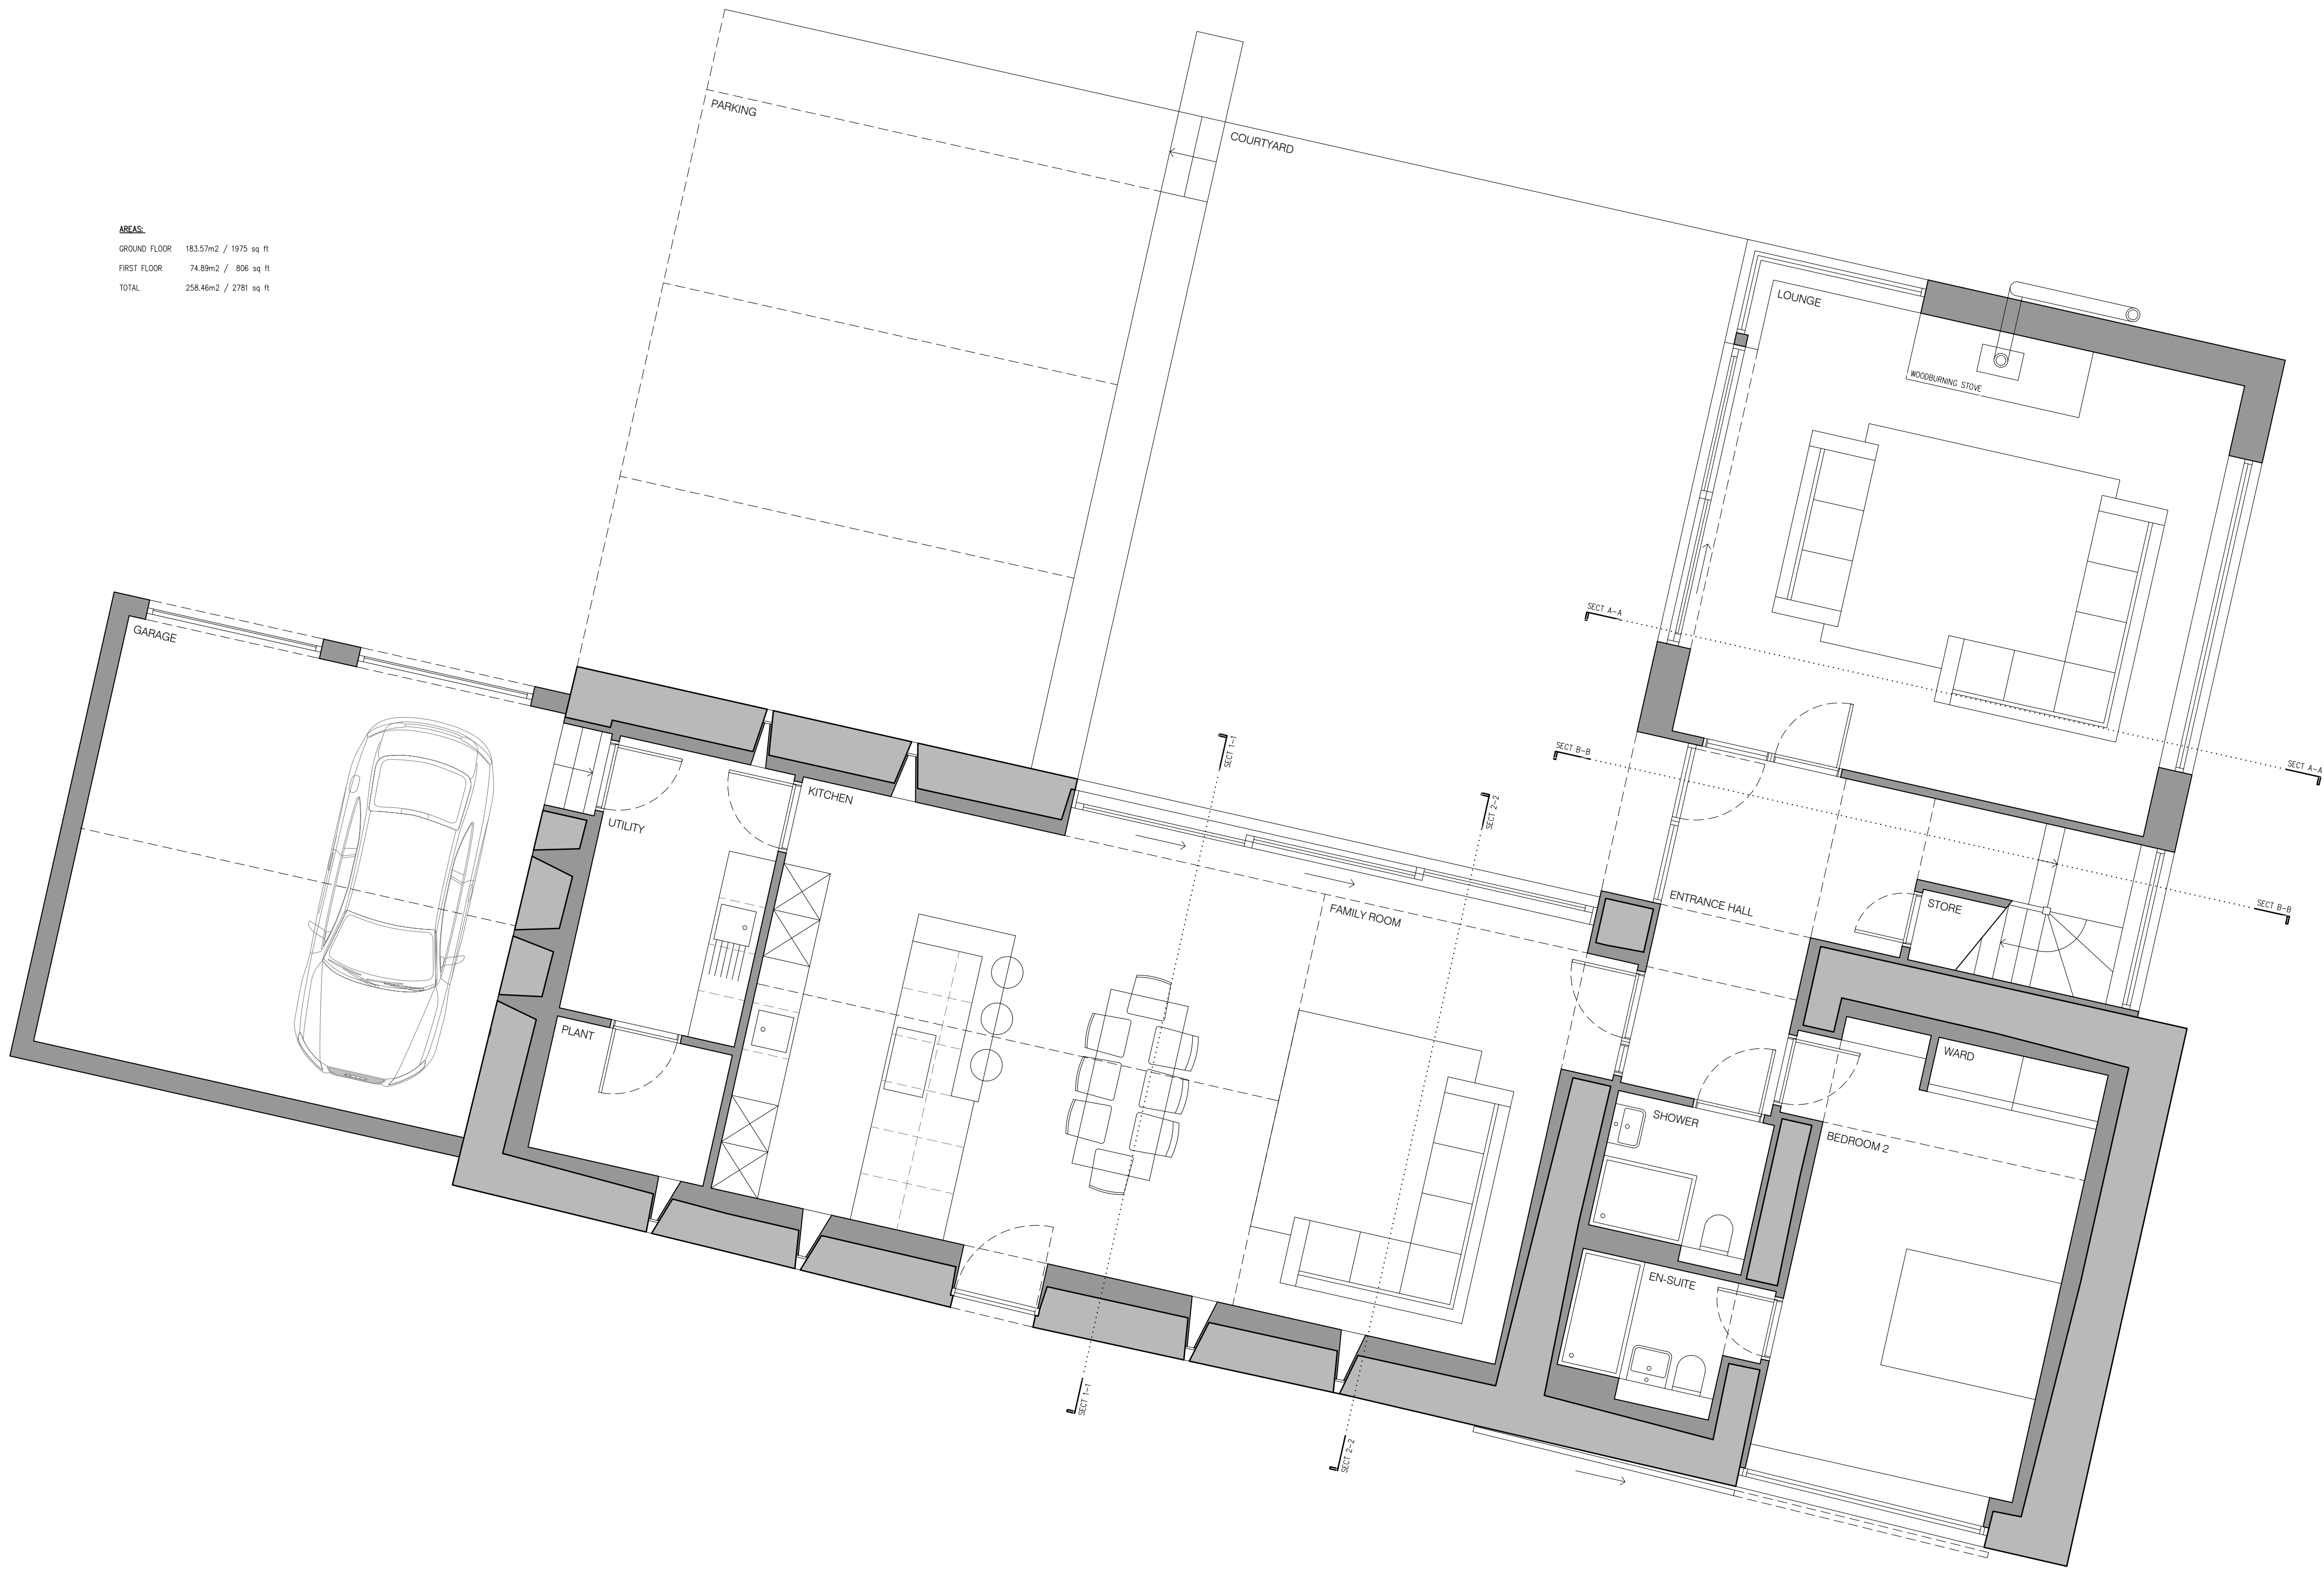 PARKING
COURTYARD
AREAS:
GROUND FLOOR 183.57m2 / 1975 sq ft
FIRST FLOOR 74.89m2 / 806 sq ft
TOTAL 258.46m2 / 2781 sq ft
LOUNGE
WOODBURNING STOVE
GARAGE
SECT A-A
SECT A-A
SECT B-B
SECT B-B
SECT 1-1
SECT 2-2
KITCHEN
UTILITY
FAMILY ROOM
ENTRANCE HALL
STORE
PLANT
WARD
SHOWER
BEDROOM 2
EN-SUITE
SECT 1-1
SECT 2-2